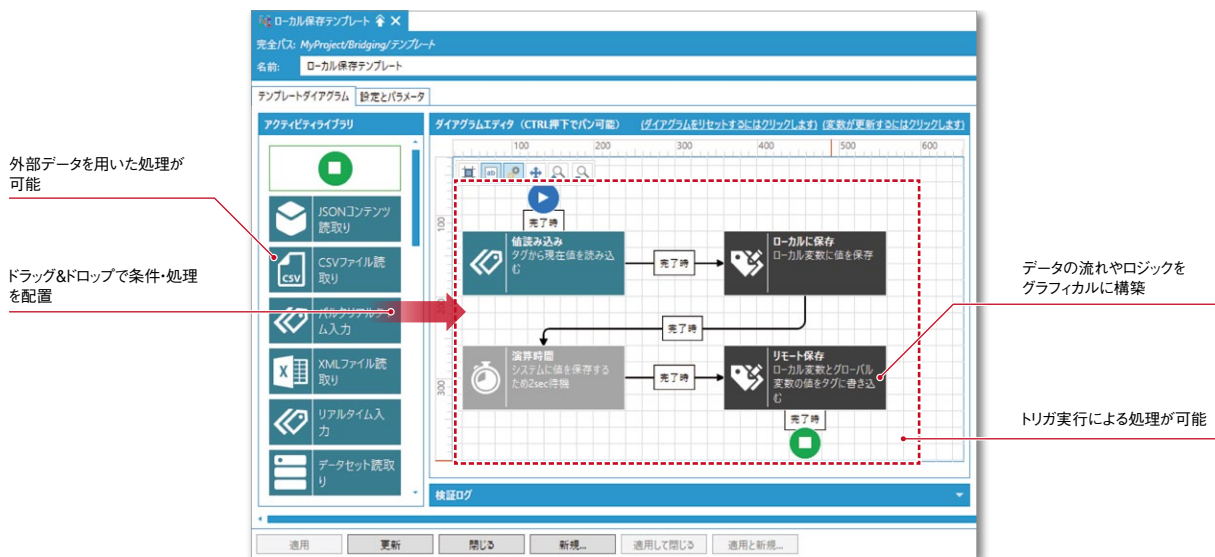 ローカル保存テンプレート
完全パス: MyProject/Bridging/テンプレート
名前: ローカル保存テンプレート
テンプレートダイアグラム 設定とパラメータ
アクティビティライブラリ
ダイアグラムエディタ（CTRL押下でパン可能） (ダイアグラムをリセットするにはクリックします) (変数が更新するにはクリックします)
100 200 300 400 500 600
外部データを用いた処理が
可能
JSONコンテンツ
読取り
CSVファイル読
取り
CSV
ドラッグ&ドロップで条件・処理
を配置
バルクリアルタイ
ム入力
XMLファイル読
取り
リアルタイム入
力
データセット読取
り
100
300
完了時
値読み込み
タグから現在値を読み込
む
完了時
ローカルに保存
ローカル変数に値を保存
完了時
演算時間
システムに値を保存する
ため2sec待機
完了時
リモート保存
ローカル変数とグローバル
変数の値をタグに書き込
む
完了時
データの流れやロジックを
グラフィカルに構築
トリガ実行による処理が可能
検証ログ
適用 更新 閉じる 新規... 適用して閉じる 適用と新規...